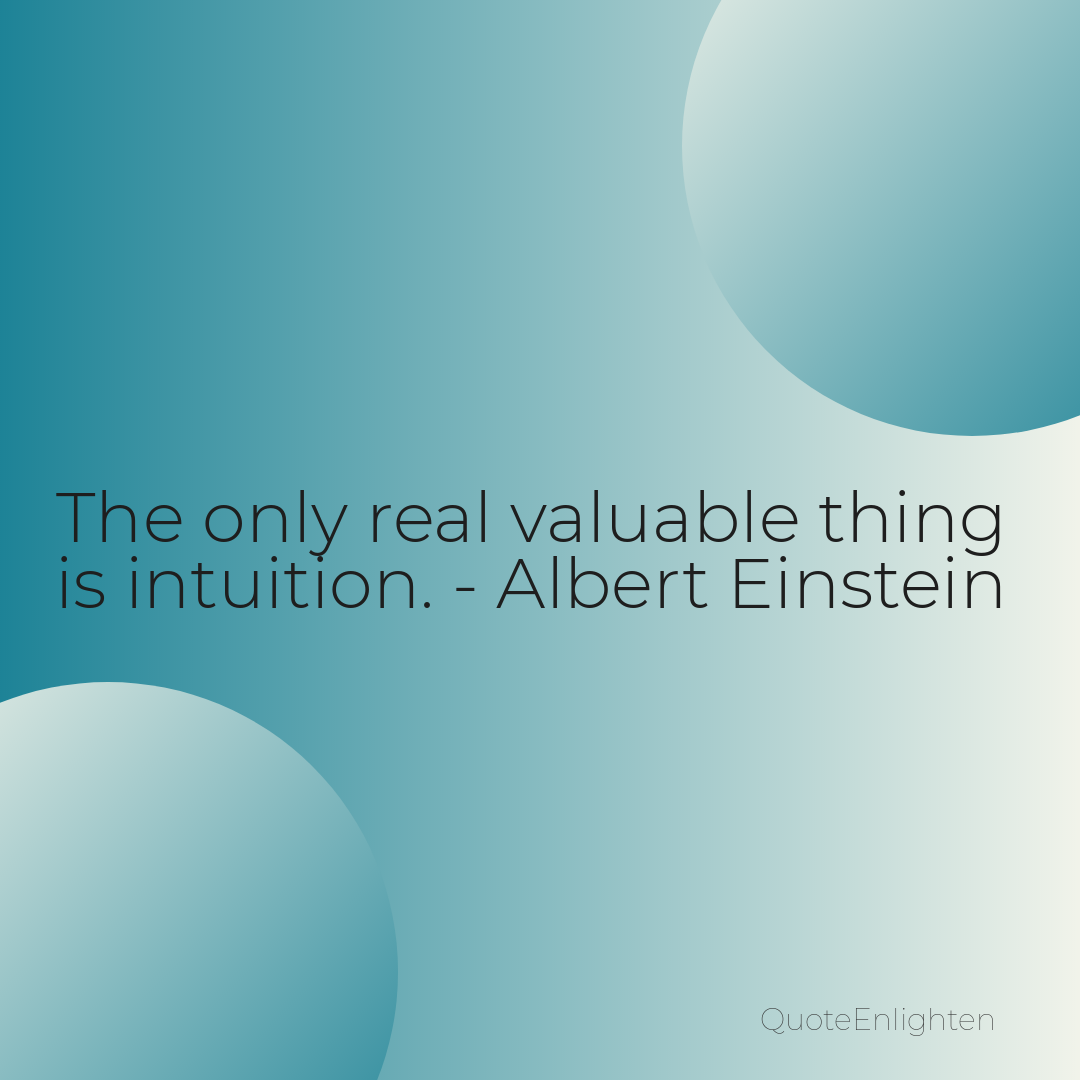 The only real valuable thing
is intuition. - Albert Einstein
QuoteEnlighten